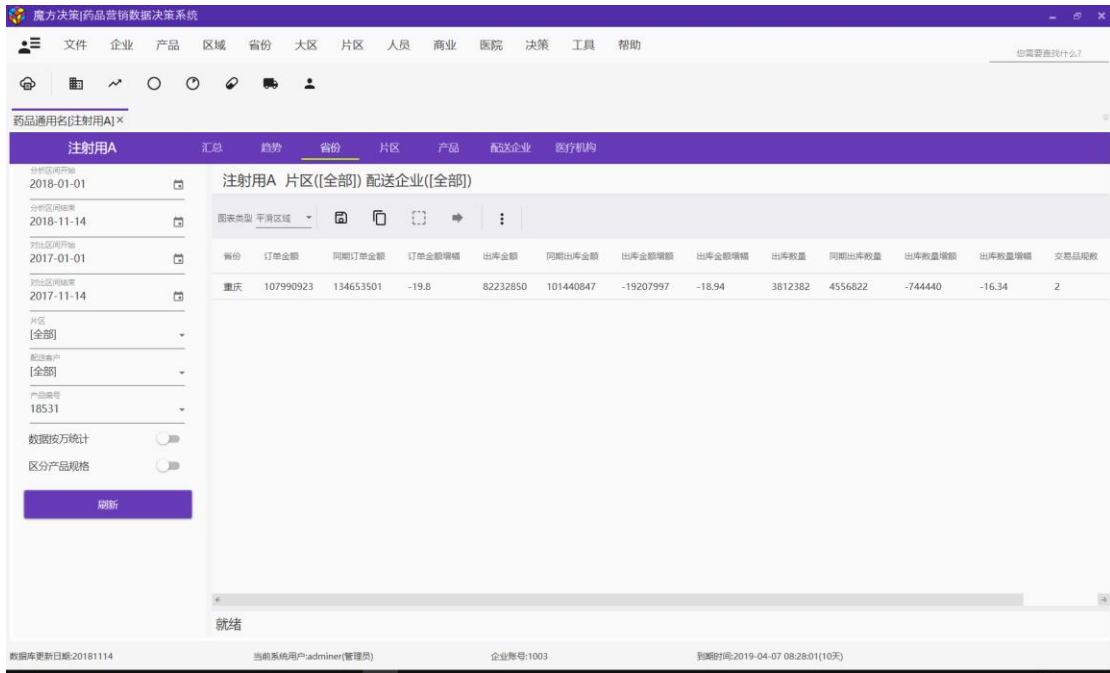 魔方决策|药品营销数据决策系统
文件 企业 产品 区域 省份 大区 片区 人员 商业 医院 决策 工具 帮助
您需要查找什么?
药品通用名[注射用A] ×
注射用A 汇总 趋势 省份 片区 产品 配送企业 医疗机构
分析区间开始
2018-01-01
分析区间结束
2018-11-14
对比区间开始
2017-01-01
对比区间结束
2017-11-14
片区
[全部]
配送客户
[全部]
产品编号
18531
数据按万统计
区分产品规格
刷新
注射用A 片区([全部]) 配送企业([全部])
图表类型 平滑区域
省份 订单金额 同期订单金额 订单金额增幅 出库金额 同期出库金额 出库金额增额 出库金额增幅 出库数量 同期出库数量 出库数量增额 出库数量增幅 交易品规数
重庆 107990923 134653501 -19.8 82232850 101440847 -19207997 -18.94 3812382 4556822 -744440 -16.34 2
就绪
数据库更新日期:20181114 当前系统用户:adminer(管理员) 企业账号:1003 到期时间:2019-04-07 08:28:01(10天)